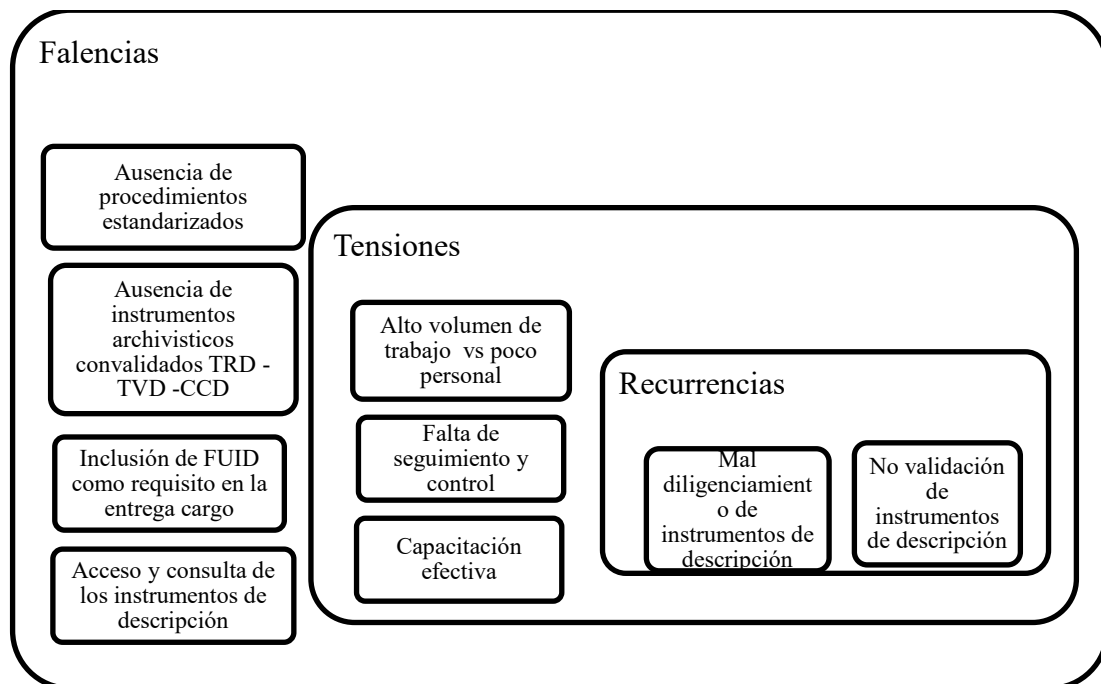 Falencias
Ausencia de
procedimientos
estandarizados
Ausencia de
instrumentos
archivisticos
convalidados TRD -
TVD -CCD
Inclusión de FUID
como requisito en la
entrega cargo
Acceso y consulta de
los instrumentos de
descripción
Tensiones
Alto volumen de
trabajo vs poco
personal
Falta de
seguimiento y
control
Capacitación
efectiva
Recurrencias
Mal
diligenciamient
o de
instrumentos de
descripción
No validación
de
instrumentos
de descripción